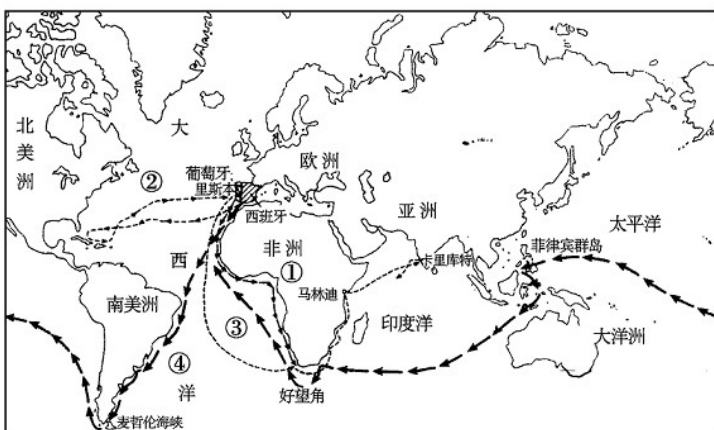 北美洲
大
②
葡萄牙
里斯本
欧洲
西班牙
亚洲
太平洋
菲律宾群岛
卡里库特
非洲
西
①
马林迪
南美洲
③
印度洋
大洋洲
④
洋
好望角
麦哲伦海峡